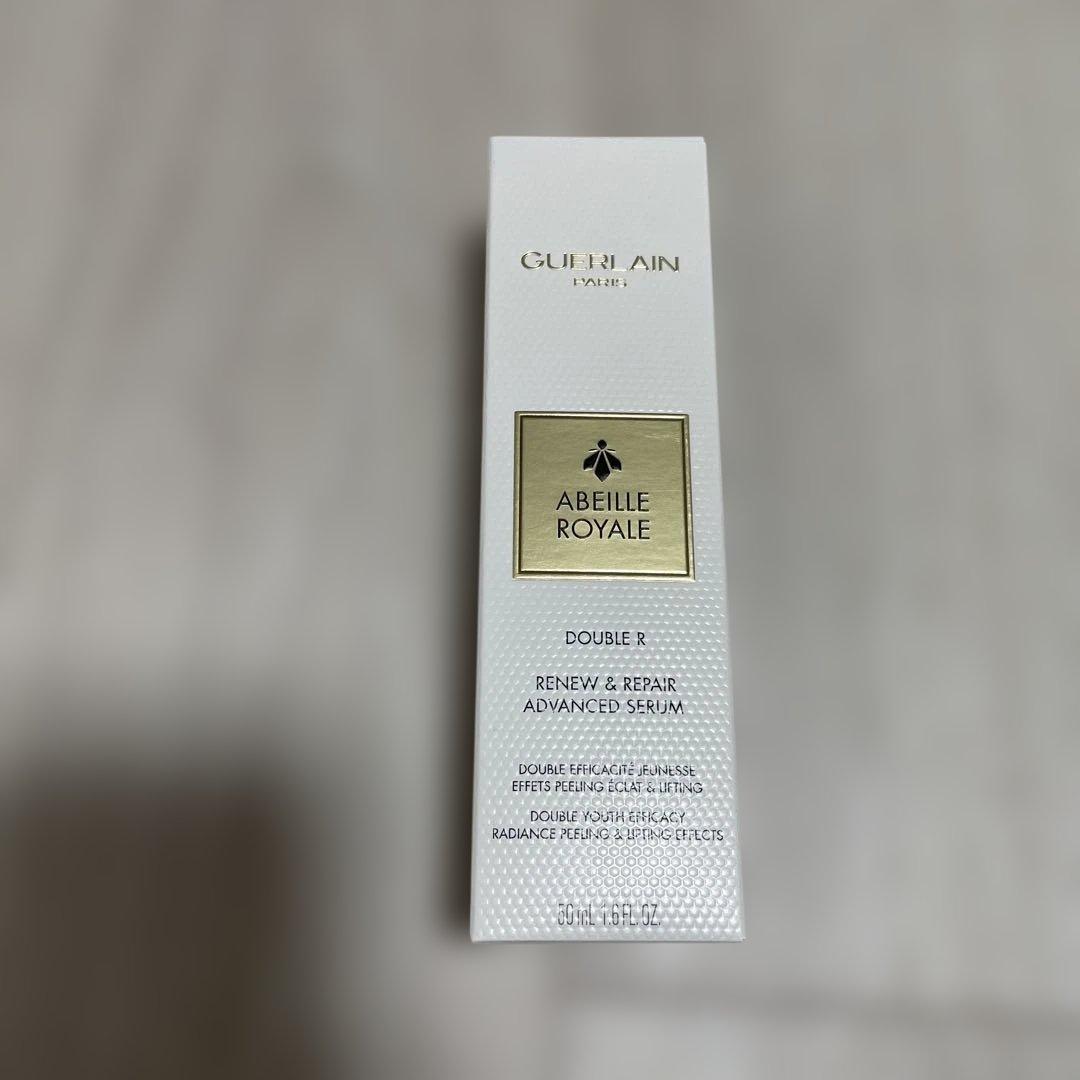 GUERLAIN
PARIS
ABEILLE
ROYALE
DOUBLE R
RENEW & REPAIR
ADVANCED SERUM
DOUBLE EFFICACITÉ JEUNESSE
EFFETS PEELING ÉCLAT & LIFTING
DOUBLE YOUTH EFFICACY
RADIANCE PEELING & LIFTING EFFECTS
50 mL 1.6 FL. OZ.